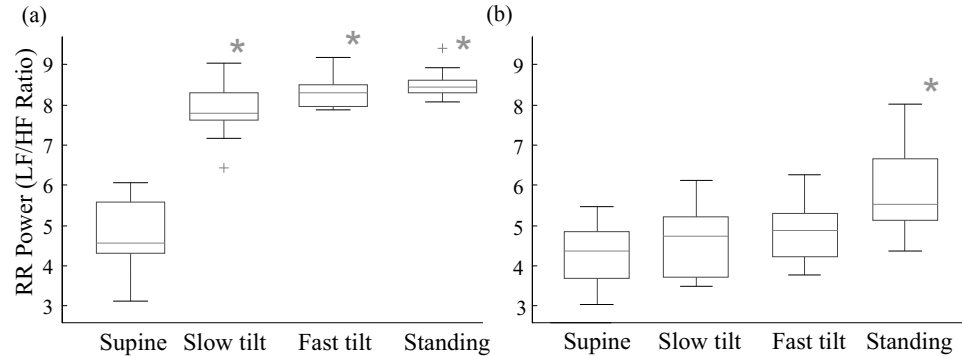 (a)
(b)
RR Power (LF/HF Ratio)
9
8
7
6
5
4
3
* * *
Supine Slow tilt Fast tilt Standing
9
8
7
6
5
4
3
*
Supine Slow tilt Fast tilt Standing